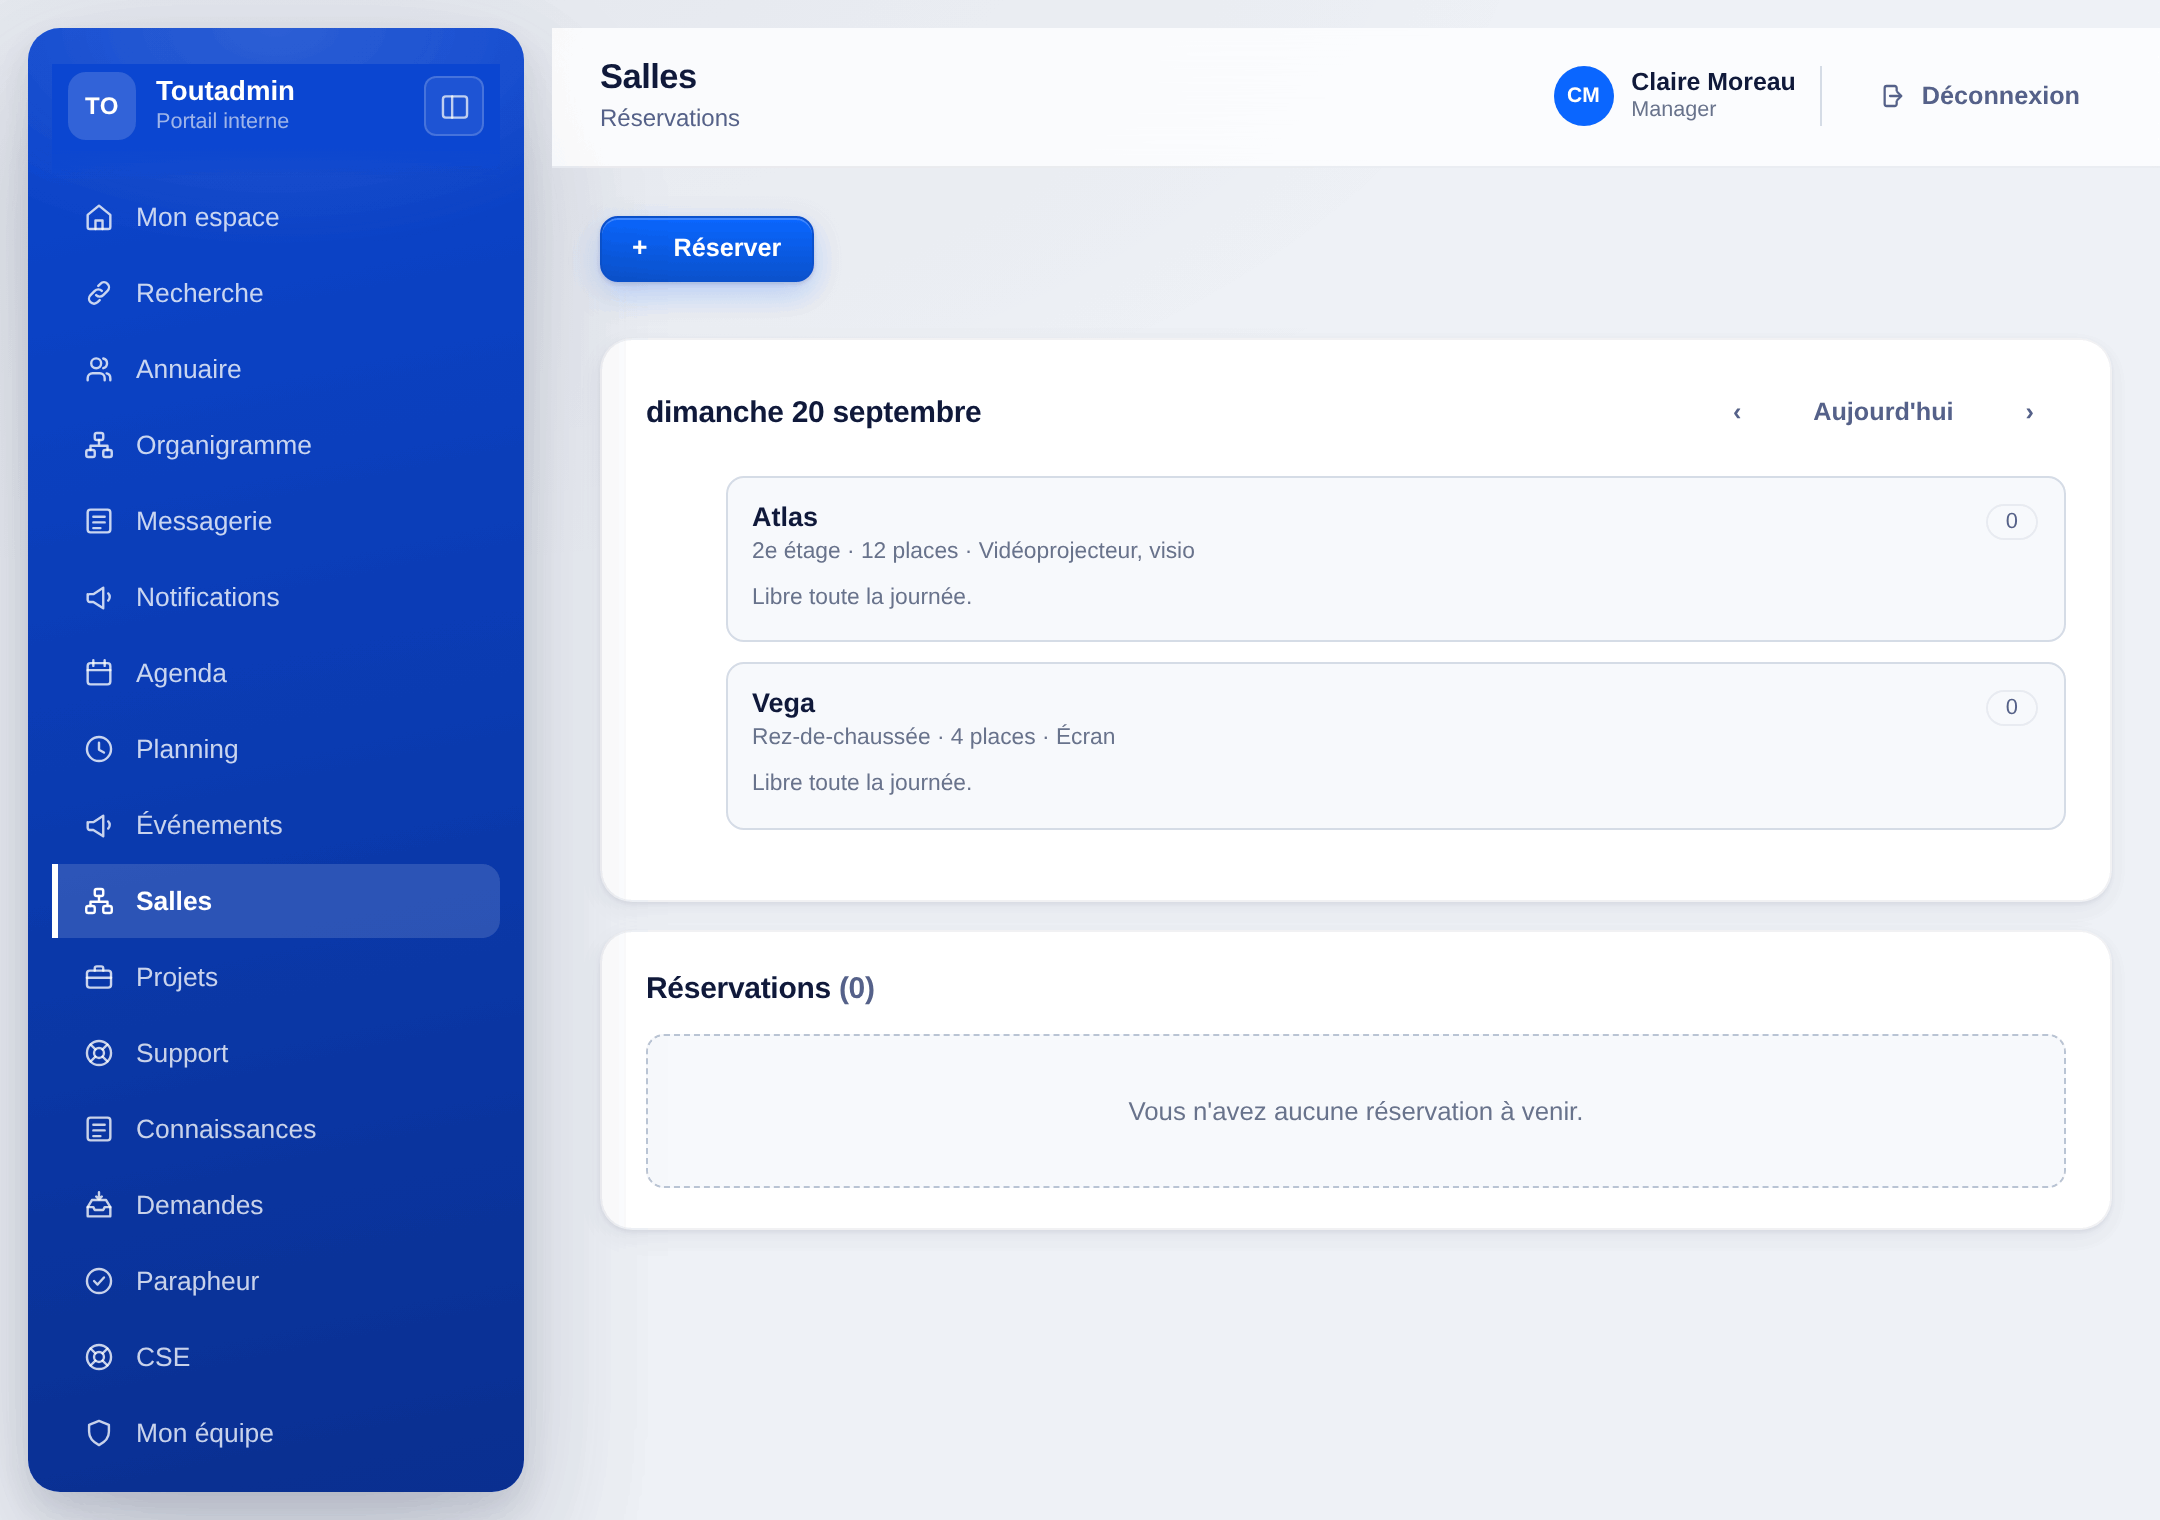 TO
Toutadmin
Portail interne
Mon espace
Recherche
Annuaire
Organigramme
Messagerie
Notifications
Agenda
Planning
Événements
Salles
Projets
Support
Connaissances
Demandes
Parapheur
CSE
Mon équipe
Salles
Réservations
CM
Claire Moreau
Manager
Déconnexion
+ Réserver
dimanche 20 septembre
‹ Aujourd'hui ›
Atlas
0
2e étage · 12 places · Vidéoprojecteur, visio
Libre toute la journée.
Vega
0
Rez-de-chaussée · 4 places · Écran
Libre toute la journée.
Réservations (0)
Vous n'avez aucune réservation à venir.